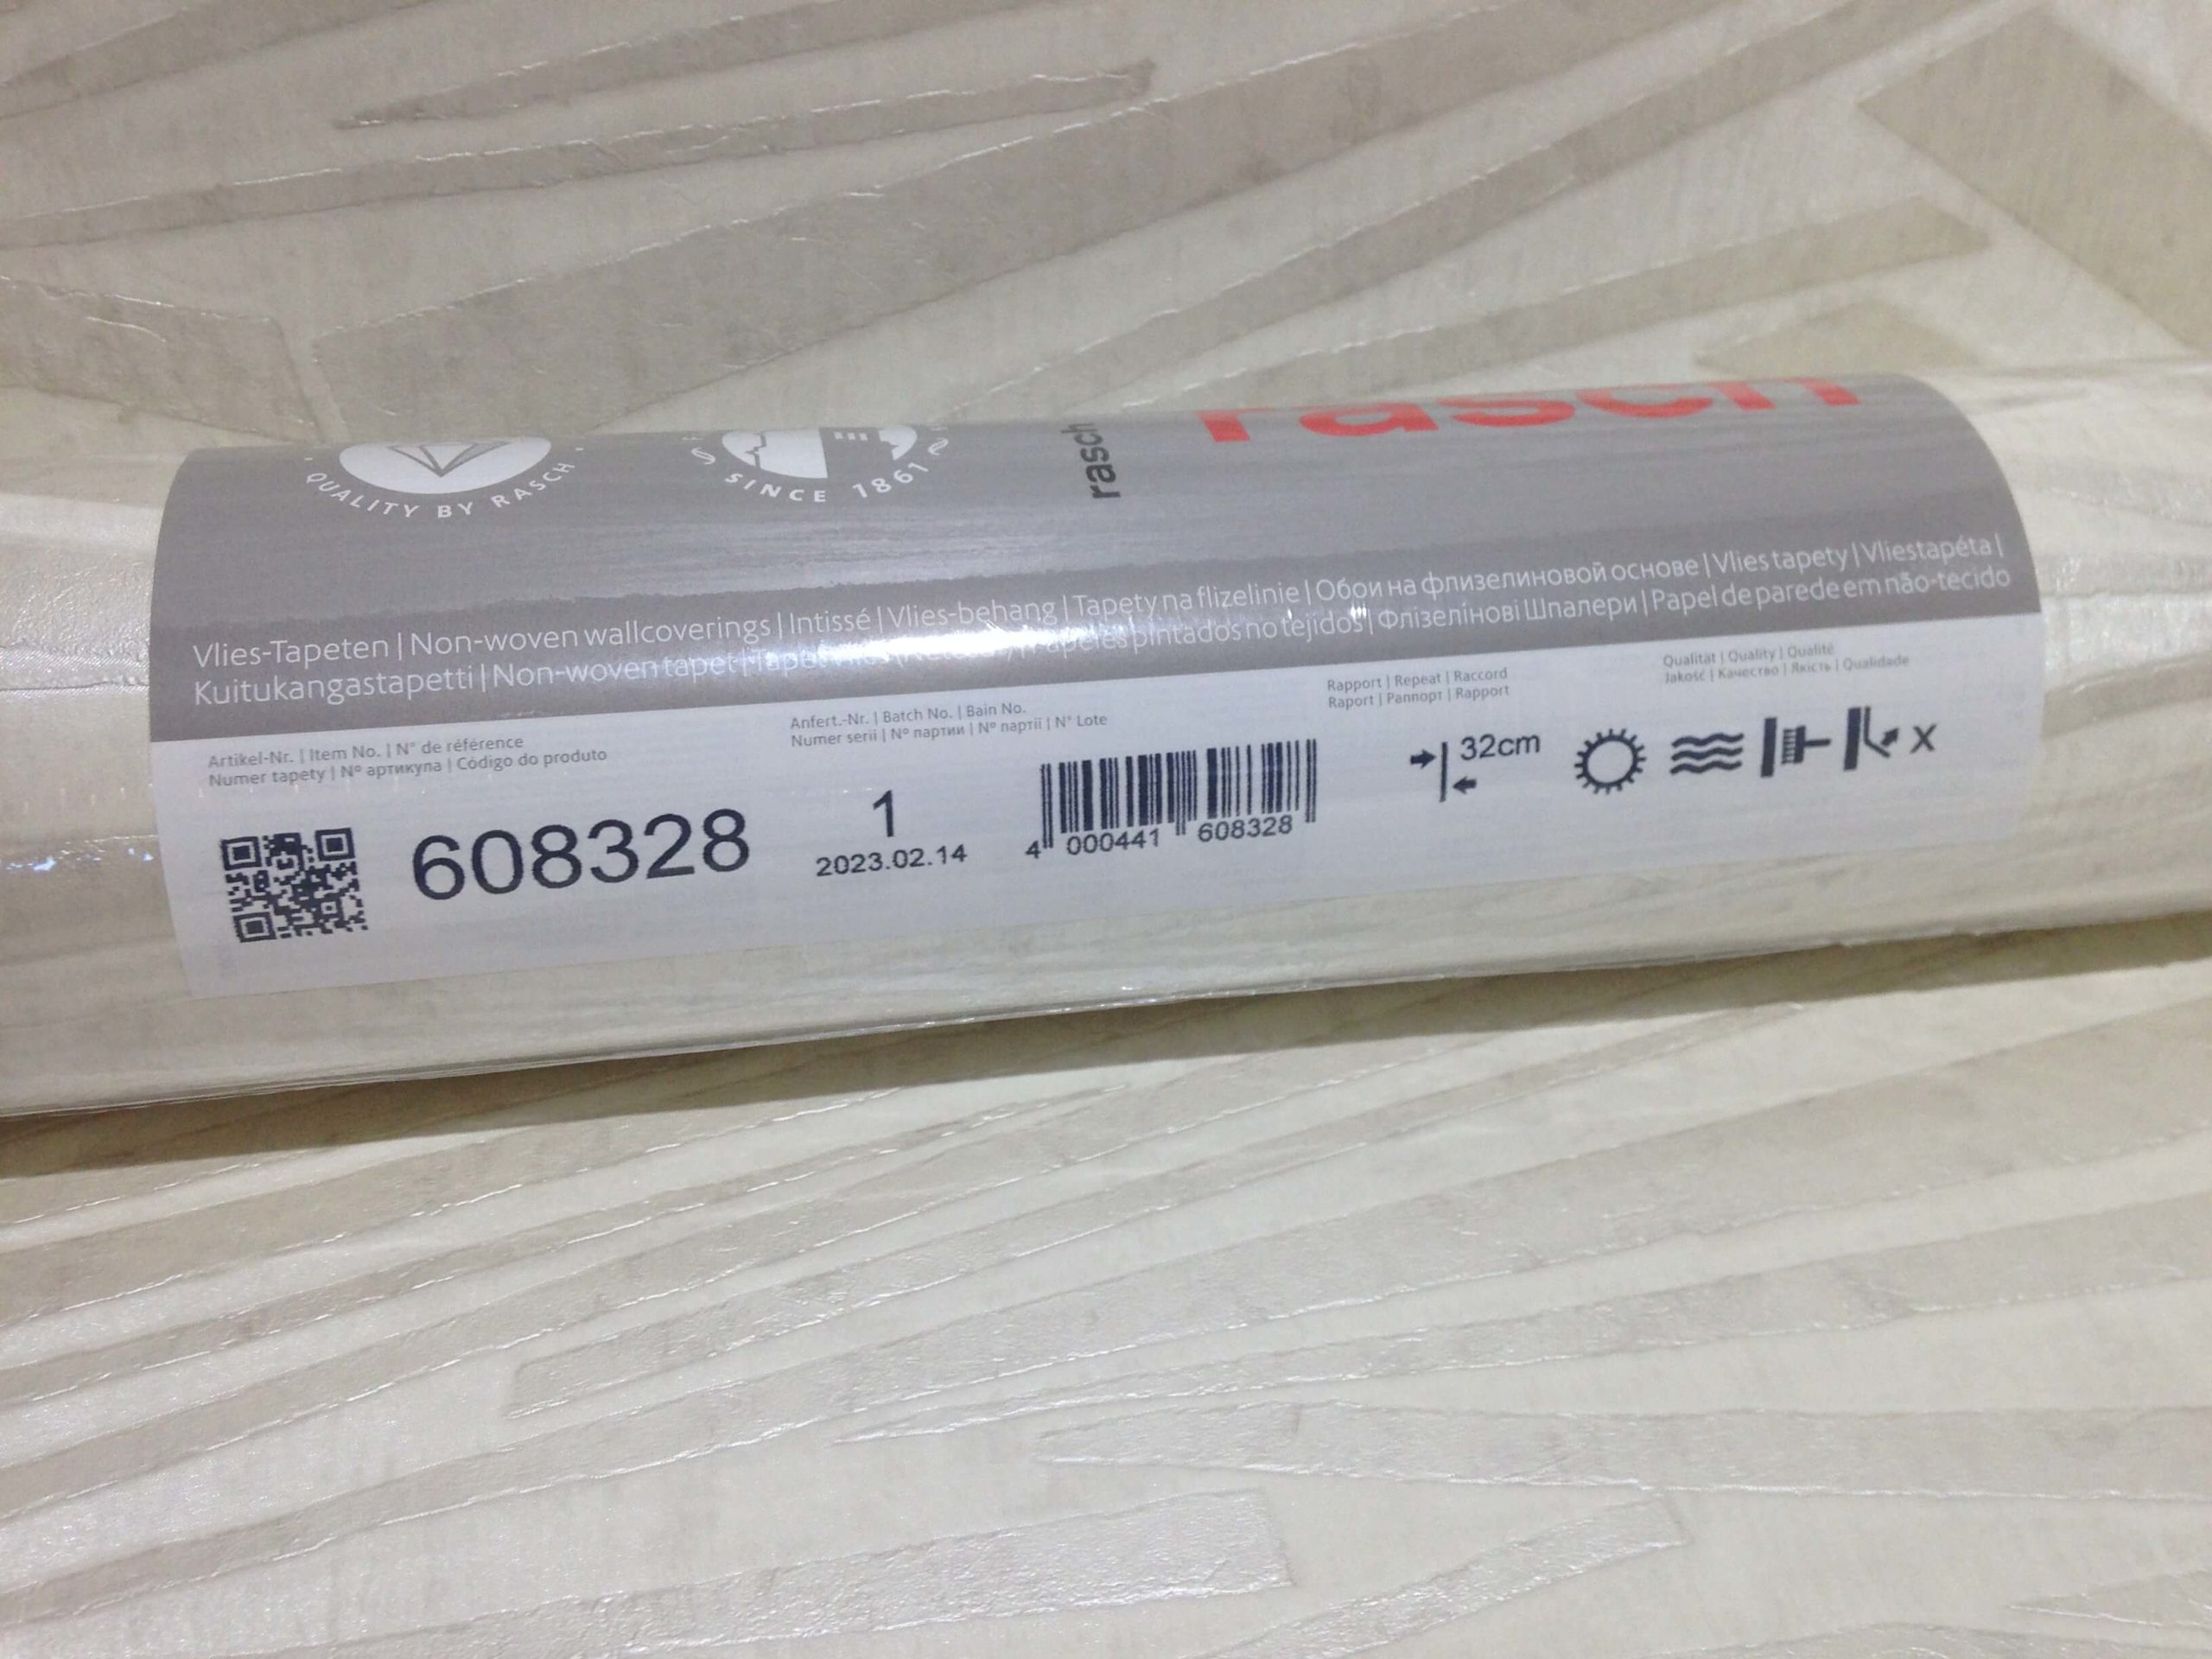 QUALITY BY RASCH
SINCE 1861
rasch
rasch
Vlies-Tapeten | Non-woven wallcoverings | Intissé | Vlies-behang | Tapety na flizelinie | Обои на флизелиновой основе | Vlies tapety | Vliestapéta |
Kuitukangastapetti | Non-woven tapet | Papeles pintados no tejidos | Флізелінові Шпалери | Papel de parede em não-tecido
Artikel-Nr. | Item No. | N° de référence
Numer tapety | № артикула | Código do produto
608328
Anfert.-Nr. | Batch No. | Bain No.
Numer serii | № партии | № партії | N° Lote
1
2023.02.14
4 000441 608328
Rapport | Repeat | Raccord
Raport | Раппорт | Rapport
32cm
Qualität | Quality | Qualité
Jakość | Качество | Якість | Qualidade
X